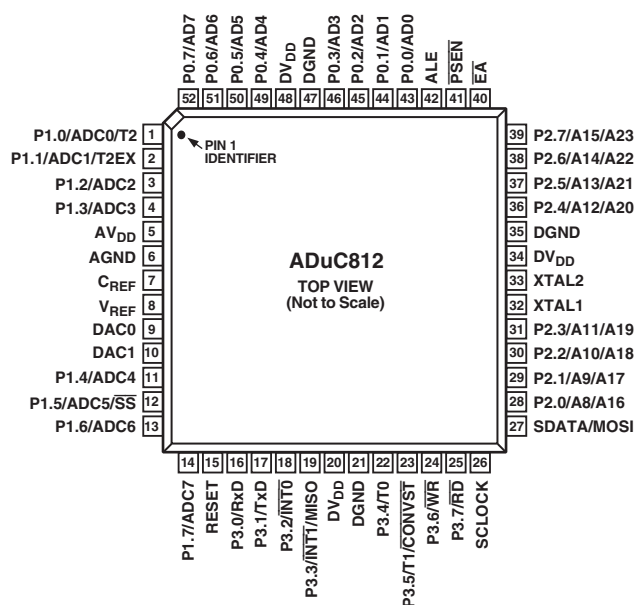 P0.7/AD7
P0.6/AD6
P0.5/AD5
P0.4/AD4
DVDD
DGND
P0.3/AD3
P0.2/AD2
P0.1/AD1
P0.0/AD0
ALE
P̅S̅E̅N̅
E̅A̅
52 51 50 49 48 47 46 45 44 43 42 41 40
P1.0/ADC0/T2 1
P1.1/ADC1/T2EX 2
P1.2/ADC2 3
P1.3/ADC3 4
AVDD 5
AGND 6
CREF 7
VREF 8
DAC0 9
DAC1 10
P1.4/ADC4 11
P1.5/ADC5/S̅S̅ 12
P1.6/ADC6 13
PIN 1
IDENTIFIER
ADuC812
TOP VIEW
(Not to Scale)
39 P2.7/A15/A23
38 P2.6/A14/A22
37 P2.5/A13/A21
36 P2.4/A12/A20
35 DGND
34 DVDD
33 XTAL2
32 XTAL1
31 P2.3/A11/A19
30 P2.2/A10/A18
29 P2.1/A9/A17
28 P2.0/A8/A16
27 SDATA/MOSI
14 15 16 17 18 19 20 21 22 23 24 25 26
P1.7/ADC7
RESET
P3.0/RxD
P3.1/TxD
P3.2/I̅N̅T̅0̅
P3.3/I̅N̅T̅1̅/MISO
DVDD
DGND
P3.4/T0
P3.5/T1/C̅O̅N̅V̅S̅T̅
P3.6/W̅R̅
P3.7/R̅D̅
SCLOCK